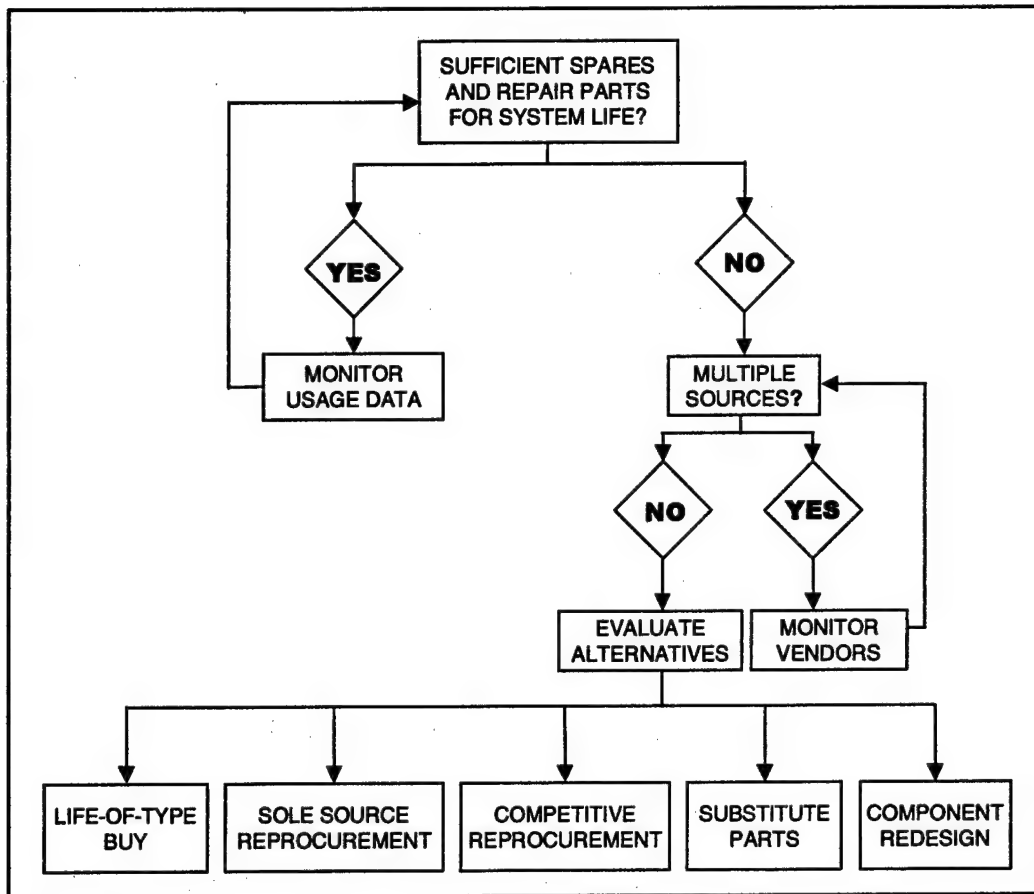 SUFFICIENT SPARES
AND REPAIR PARTS
FOR SYSTEM LIFE?
YES
NO
MONITOR
USAGE DATA
MULTIPLE
SOURCES?
NO
YES
EVALUATE
ALTERNATIVES
MONITOR
VENDORS
LIFE-OF-TYPE
BUY
SOLE SOURCE
REPROCUREMENT
COMPETITIVE
REPROCUREMENT
SUBSTITUTE
PARTS
COMPONENT
REDESIGN